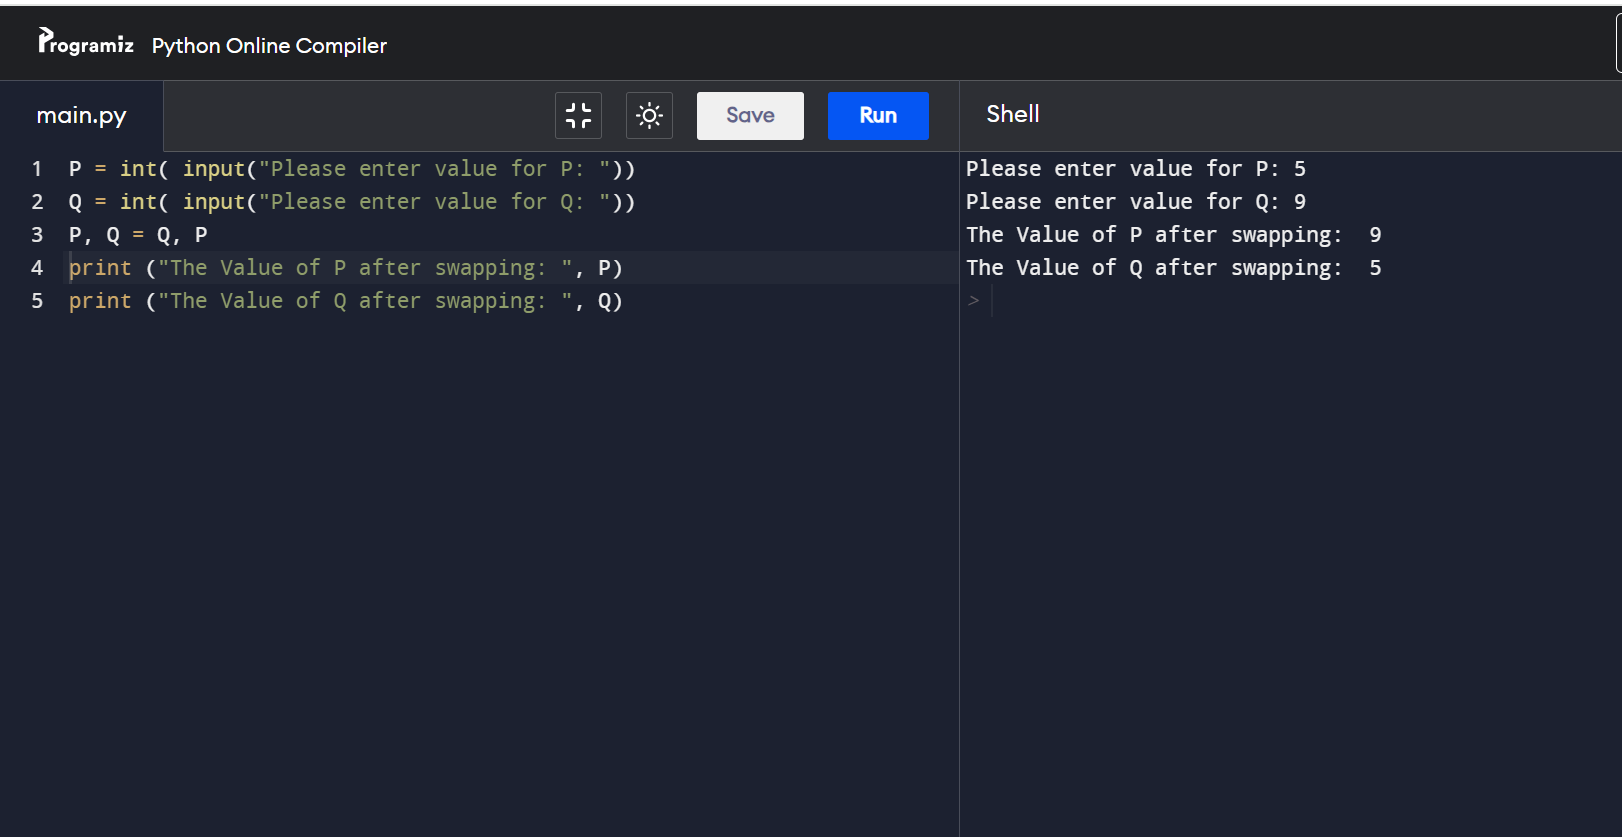 Programiz Python Online Compiler
main.py
Save
Run
Shell
1 P = int( input("Please enter value for P: "))
2 Q = int( input("Please enter value for Q: "))
3 P, Q = Q, P
4 print ("The Value of P after swapping: ", P)
5 print ("The Value of Q after swapping: ", Q)
Please enter value for P: 5
Please enter value for Q: 9
The Value of P after swapping:  9
The Value of Q after swapping:  5
>